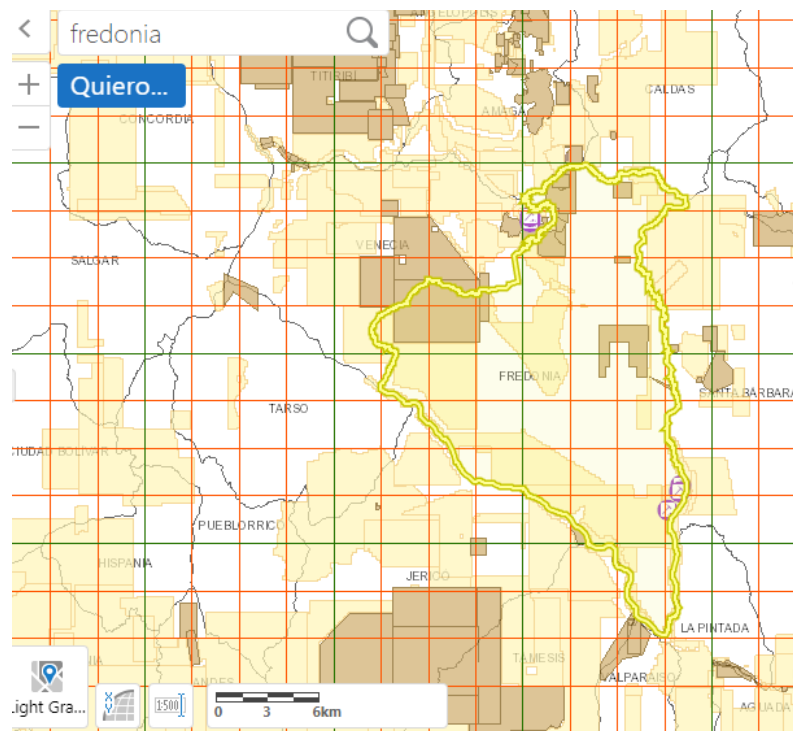 fredonia
Quiero...
TITIRIBI
CALDAS
AMAGA
CONCORDIA
VENECIA
SALGAR
FREDONIA
SANTA BARBARA
TARSO
CIUDAD BOLIVAR
PUEBLORRICO
HISPANIA
JERICO
LA PINTADA
TAMESIS
VALPARAISO
ANDES
AGUADA
Light Gra...
X
Y
1:500
0 3 6km